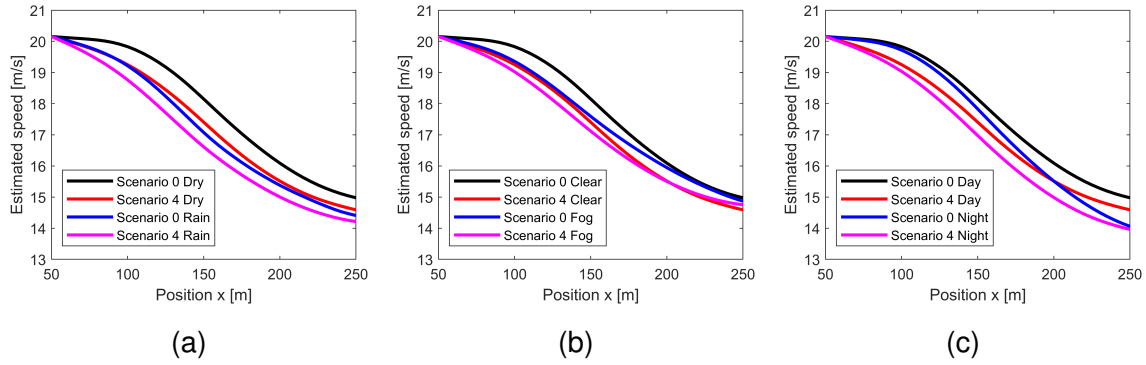 21
20
19
18
17
16
15
14
13
Estimated speed [m/s]
Scenario 0 Dry
Scenario 4 Dry
Scenario 0 Rain
Scenario 4 Rain
50 100 150 200 250
Position x [m]
(a)
21
20
19
18
17
16
15
14
13
Estimated speed [m/s]
Scenario 0 Clear
Scenario 4 Clear
Scenario 0 Fog
Scenario 4 Fog
50 100 150 200 250
Position x [m]
(b)
21
20
19
18
17
16
15
14
13
Estimated speed [m/s]
Scenario 0 Day
Scenario 4 Day
Scenario 0 Night
Scenario 4 Night
50 100 150 200 250
Position x [m]
(c)